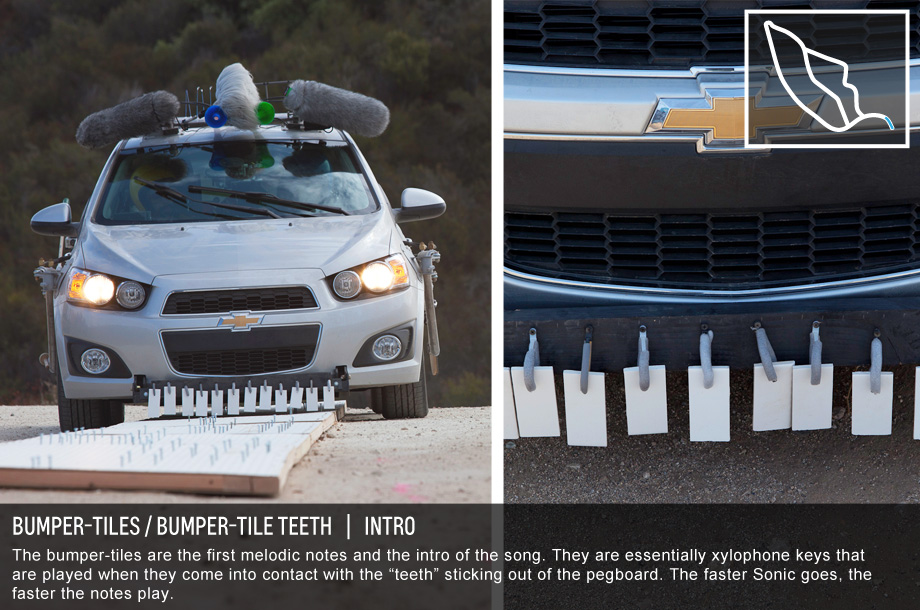 BUMPER-TILES / BUMPER-TILE TEETH | INTRO
The bumper-tiles are the first melodic notes and the intro of the song. They are essentially xylophone keys that
are played when they come into contact with the “teeth” sticking out of the pegboard. The faster Sonic goes, the
faster the notes play.